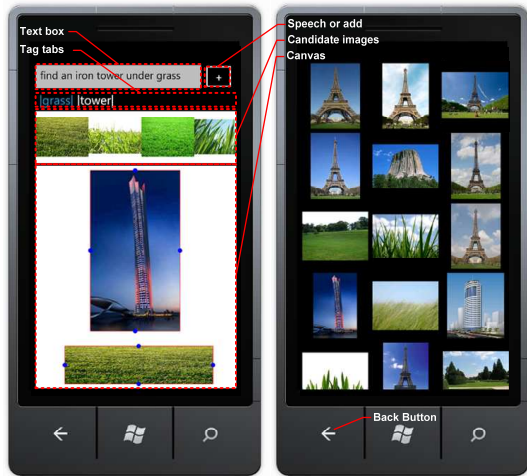 Text box
Tag tabs
Speech or add
Candidate images
Canvas
find an iron tower under grass
+
|grass| |tower|
Back Button